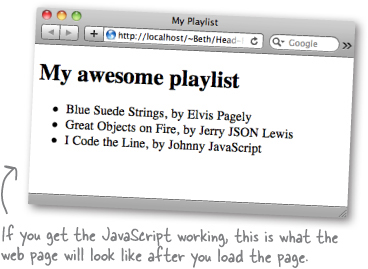 My Playlist
http://localhost/~Beth/Head-
Google
My awesome playlist
• Blue Suede Strings, by Elvis Pagely
• Great Objects on Fire, by Jerry JSON Lewis
• I Code the Line, by Johnny JavaScript
If you get the JavaScript working, this is what the
web page will look like after you load the page.